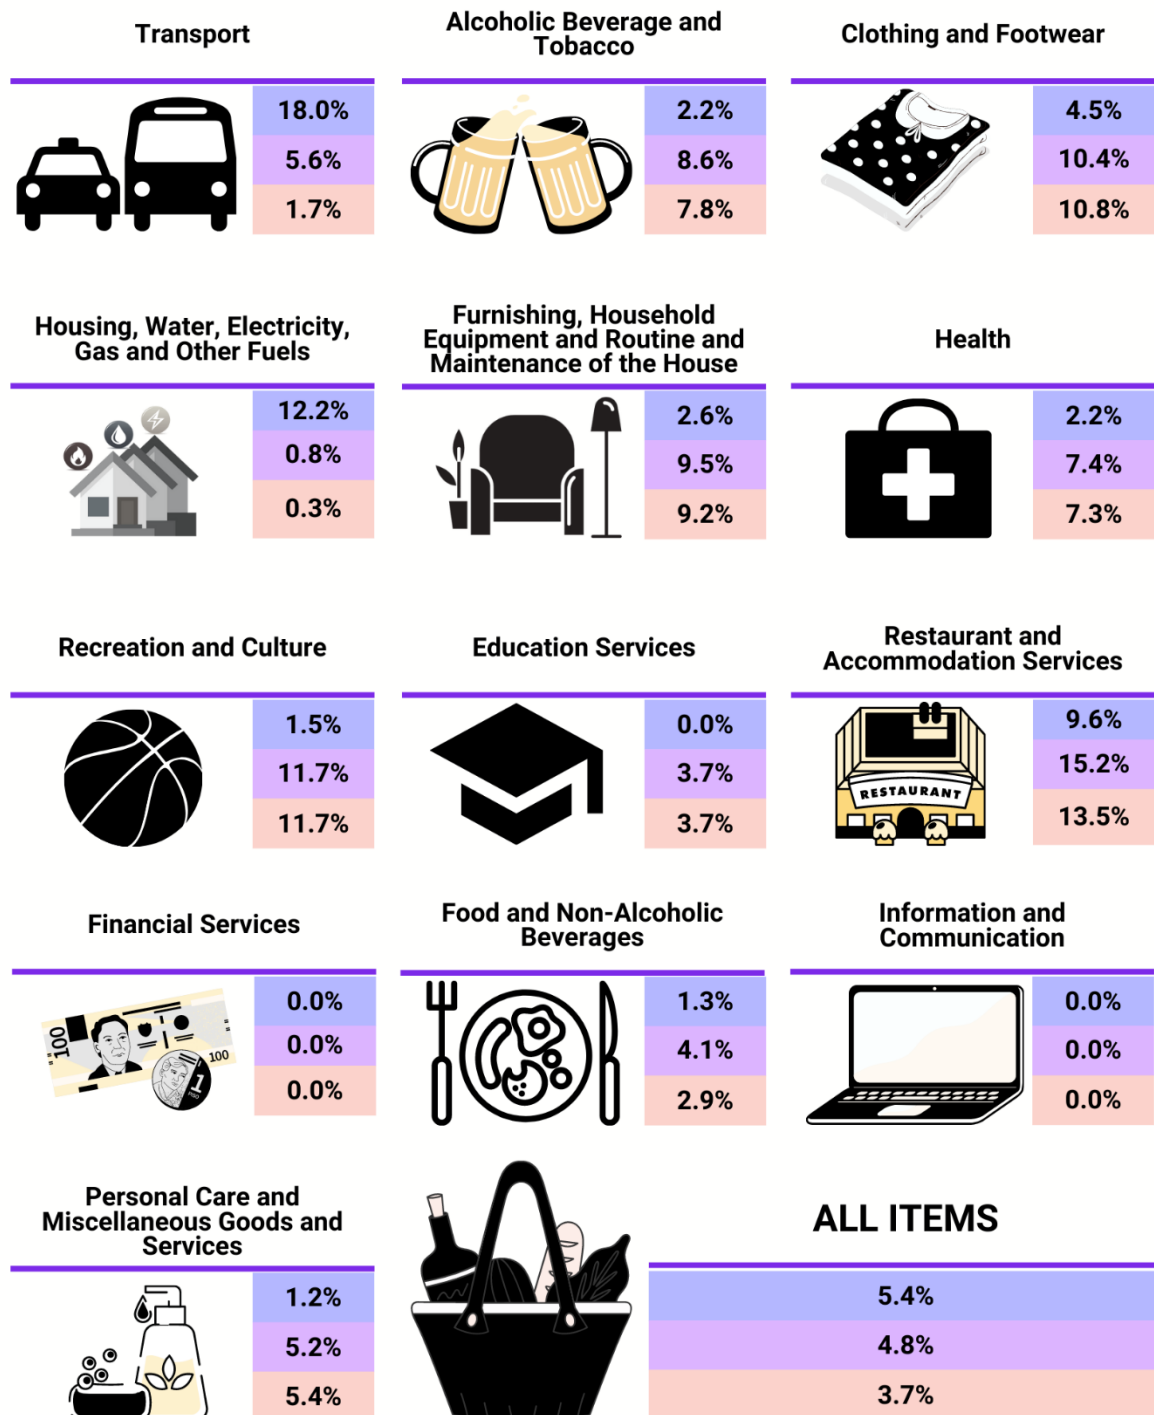 Transport
18.0%
5.6%
1.7%
Alcoholic Beverage and
Tobacco
2.2%
8.6%
7.8%
Clothing and Footwear
4.5%
10.4%
10.8%
Housing, Water, Electricity,
Gas and Other Fuels
12.2%
0.8%
0.3%
Furnishing, Household
Equipment and Routine and
Maintenance of the House
2.6%
9.5%
9.2%
Health
2.2%
7.4%
7.3%
Recreation and Culture
1.5%
11.7%
11.7%
Education Services
0.0%
3.7%
3.7%
Restaurant and
Accommodation Services
RESTAURANT
9.6%
15.2%
13.5%
Financial Services
100
100
1
0.0%
0.0%
0.0%
Food and Non-Alcoholic
Beverages
1.3%
4.1%
2.9%
Information and
Communication
0.0%
0.0%
0.0%
Personal Care and
Miscellaneous Goods and
Services
1.2%
5.2%
5.4%
ALL ITEMS
5.4%
4.8%
3.7%